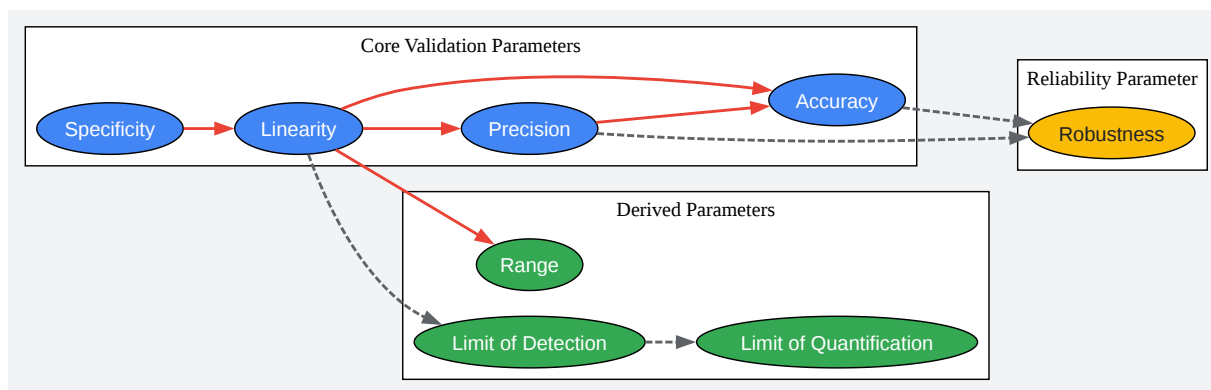 Core Validation Parameters
Specificity
Linearity
Precision
Accuracy
Reliability Parameter
Robustness
Derived Parameters
Range
Limit of Detection
Limit of Quantification